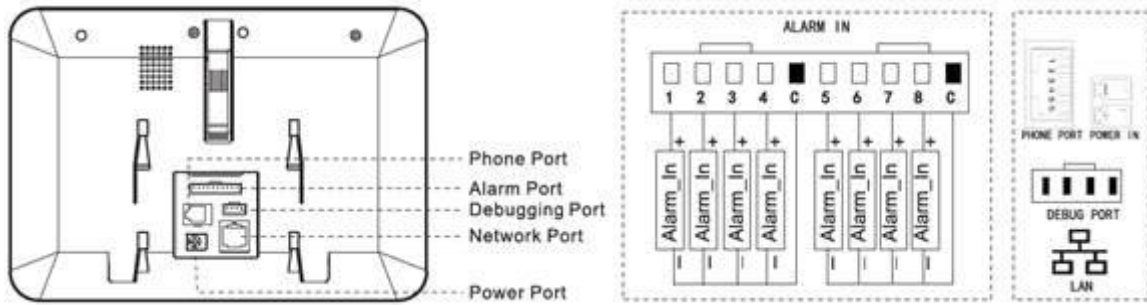 Phone Port
Alarm Port
Debugging Port
Network Port
Power Port
ALARM IN
1 2 3 4 C 5 6 7 8 C
+ + + + + + + +
Alarm_In Alarm_In Alarm_In Alarm_In Alarm_In Alarm_In Alarm_In Alarm_In
PHONE PORT POWER IN
DEBUG PORT
LAN